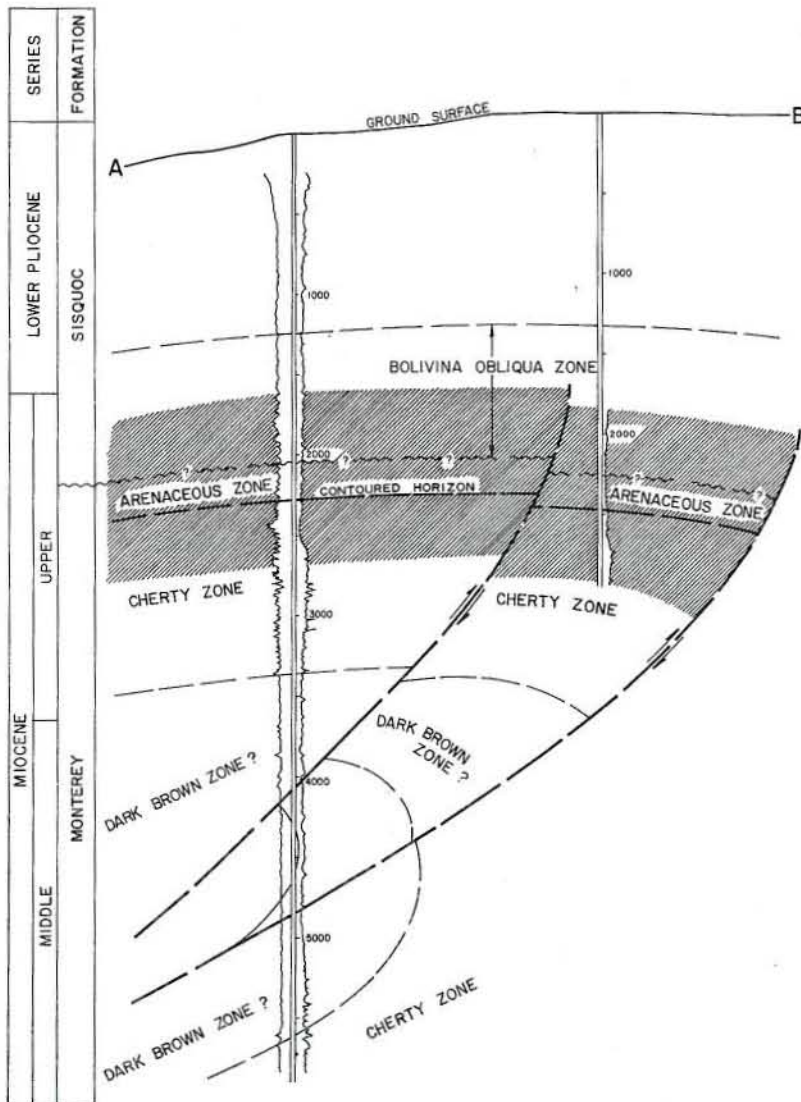 SERIES
FORMATION
LOWER PLIOCENE
SISQUOC
MIOCENE
UPPER
MIDDLE
MONTEREY
GROUND SURFACE
A
B
1000
1000
BOLIVINA OBLIQUA ZONE
2000
2000
?
?
?
?
?
ARENACEOUS ZONE
CONTOURED HORIZON
ARENACEOUS ZONE
CHERTY ZONE
CHERTY ZONE
3000
DARK BROWN
ZONE ?
DARK BROWN ZONE ?
4000
5000
DARK BROWN ZONE ?
CHERTY ZONE